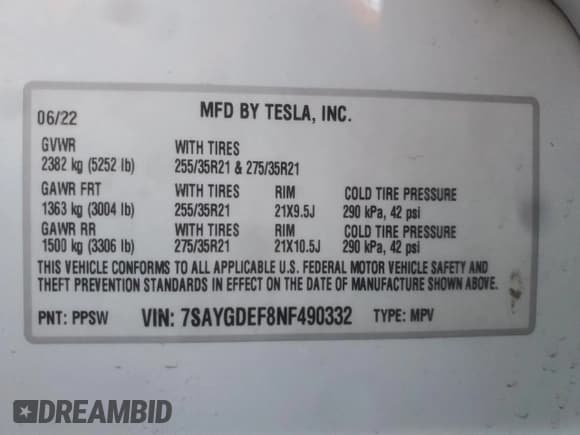 06/22 MFD BY TESLA, INC.
GVWR WITH TIRES
2382 kg (5252 lb) 255/35R21 & 275/35R21
GAWR FRT WITH TIRES RIM COLD TIRE PRESSURE
1363 kg (3004 lb) 255/35R21 21X9.5J 290 kPa, 42 psi
GAWR RR WITH TIRES RIM COLD TIRE PRESSURE
1500 kg (3306 lb) 275/35R21 21X10.5J 290 kPa, 42 psi
THIS VEHICLE CONFORMS TO ALL APPLICABLE U.S. FEDERAL MOTOR VEHICLE SAFETY AND
THEFT PREVENTION STANDARDS IN EFFECT ON THE DATE OF MANUFACTURE SHOWN ABOVE.
PNT: PPSW VIN: 7SAYGDEF8NF490332 TYPE: MPV
DREAMBID